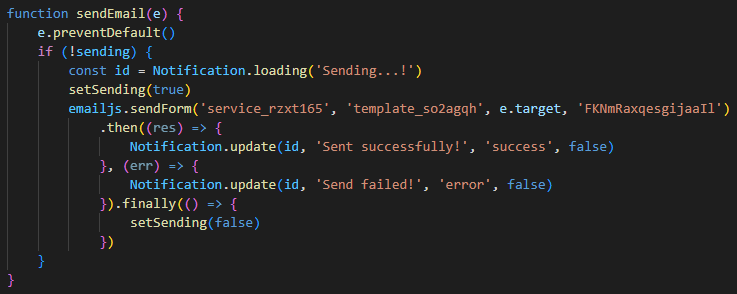 function sendEmail(e) {
    e.preventDefault()
    if (!sending) {
        const id = Notification.loading('Sending...!')
        setSending(true)
        emailjs.sendForm('service_rzxt165', 'template_so2agqh', e.target, 'FKNmRaxqesgijaaIl')
            .then((res) => {
                Notification.update(id, 'Sent successfully!', 'success', false)
            }, (err) => {
                Notification.update(id, 'Send failed!', 'error', false)
            }).finally(() => {
                setSending(false)
            })
    }
}